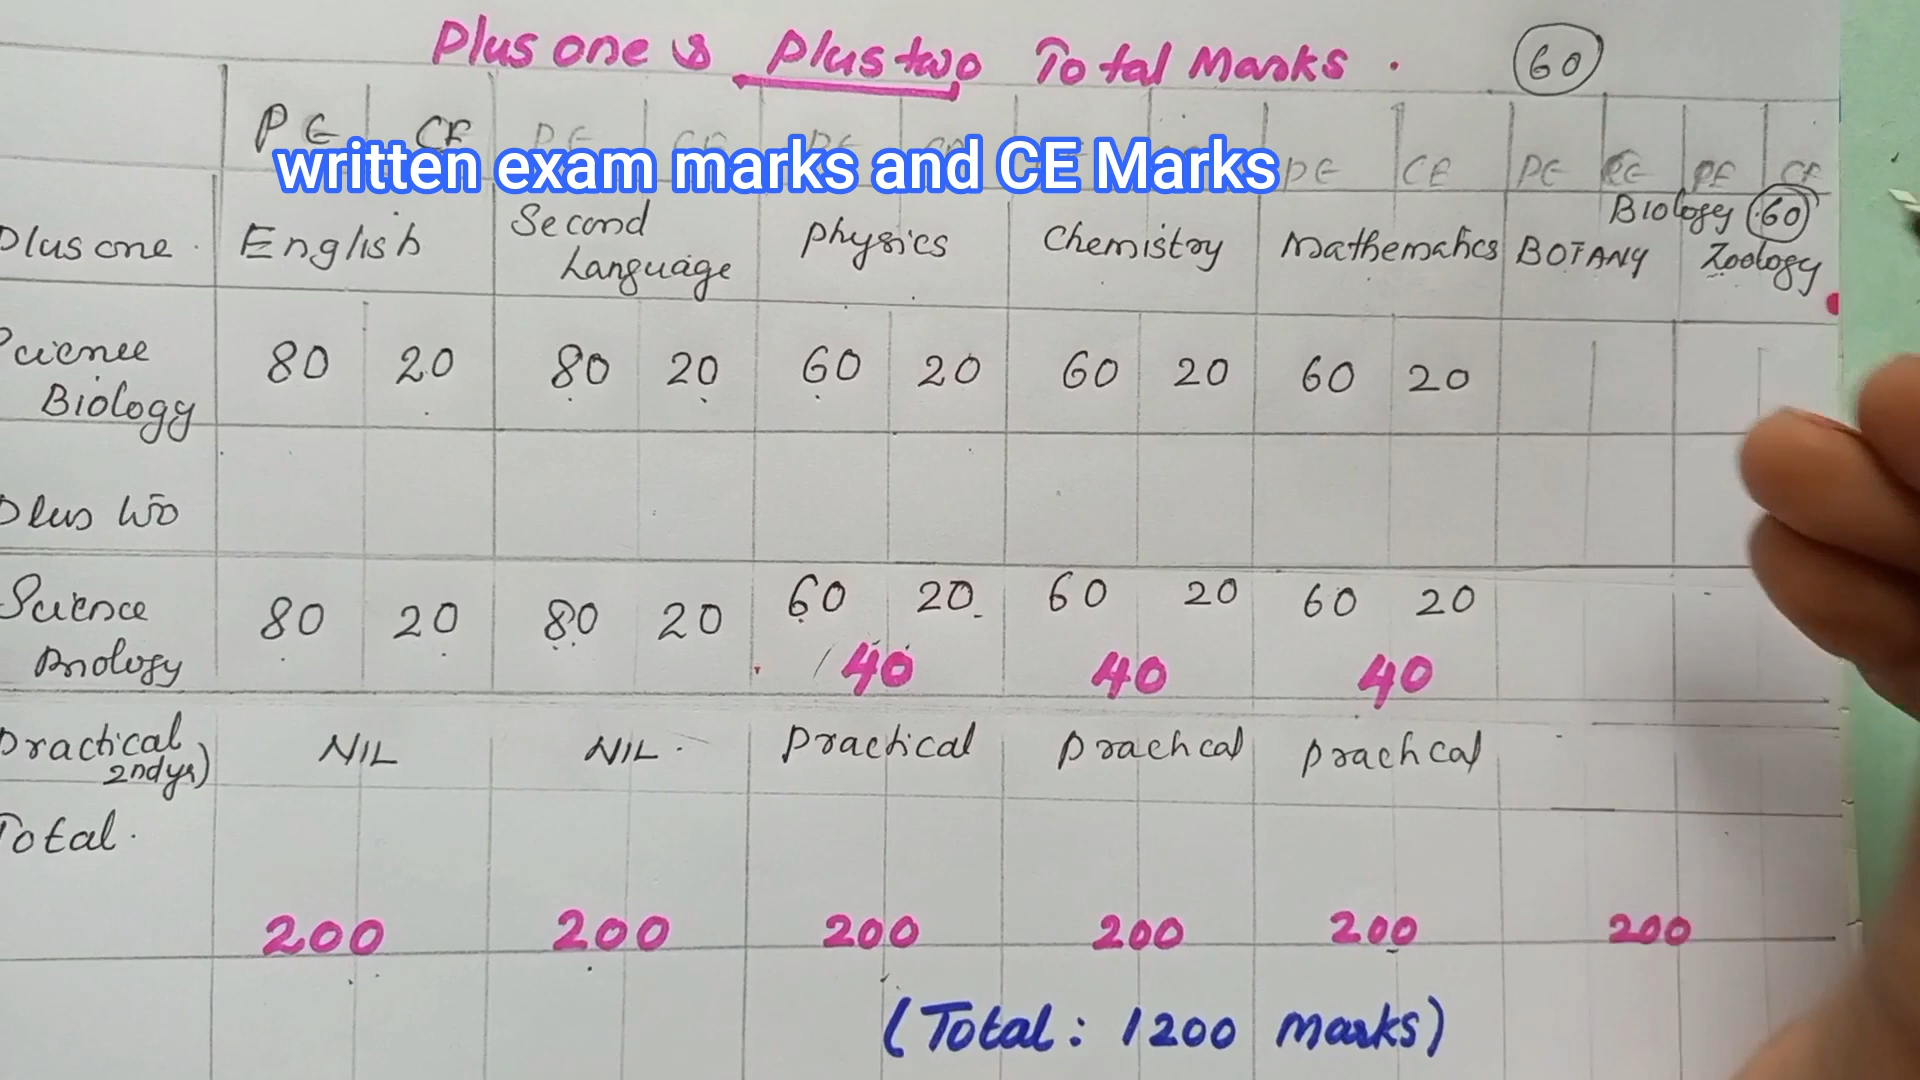 Plus one & Plus two Total Marks . 60
PE CE PE CE PE PE CE PE CE PE CE
written exam marks and CE Marks
Plus one . English Second Language Physics Chemistry Mathematics BOTANY Biology 60 Zoology
Science Biology 80 20 80 20 60 20 60 20 60 20
Plus two
Science Biology 80 20 80 20 60 20 60 20 60 20
40 40 40
Practical 2nd yr) NIL NIL . Practical Practical Practical
Total .
200 200 200 200 200 200
(Total : 1200 marks)